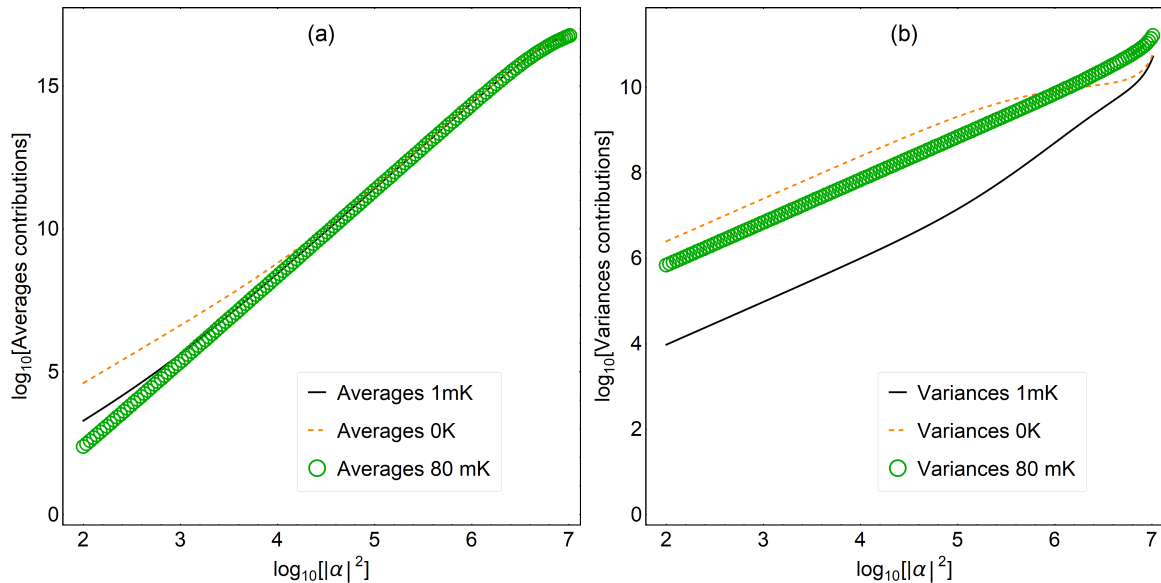 (a)
log10[Averages contributions]
15
10
5
0
Averages 1mK
Averages 0K
Averages 80 mK
2 3 4 5 6 7
log10[|α|²]
(b)
log10[Variances contributions]
10
8
6
4
2
0
Variances 1mK
Variances 0K
Variances 80 mK
2 3 4 5 6 7
log10[|α|²]